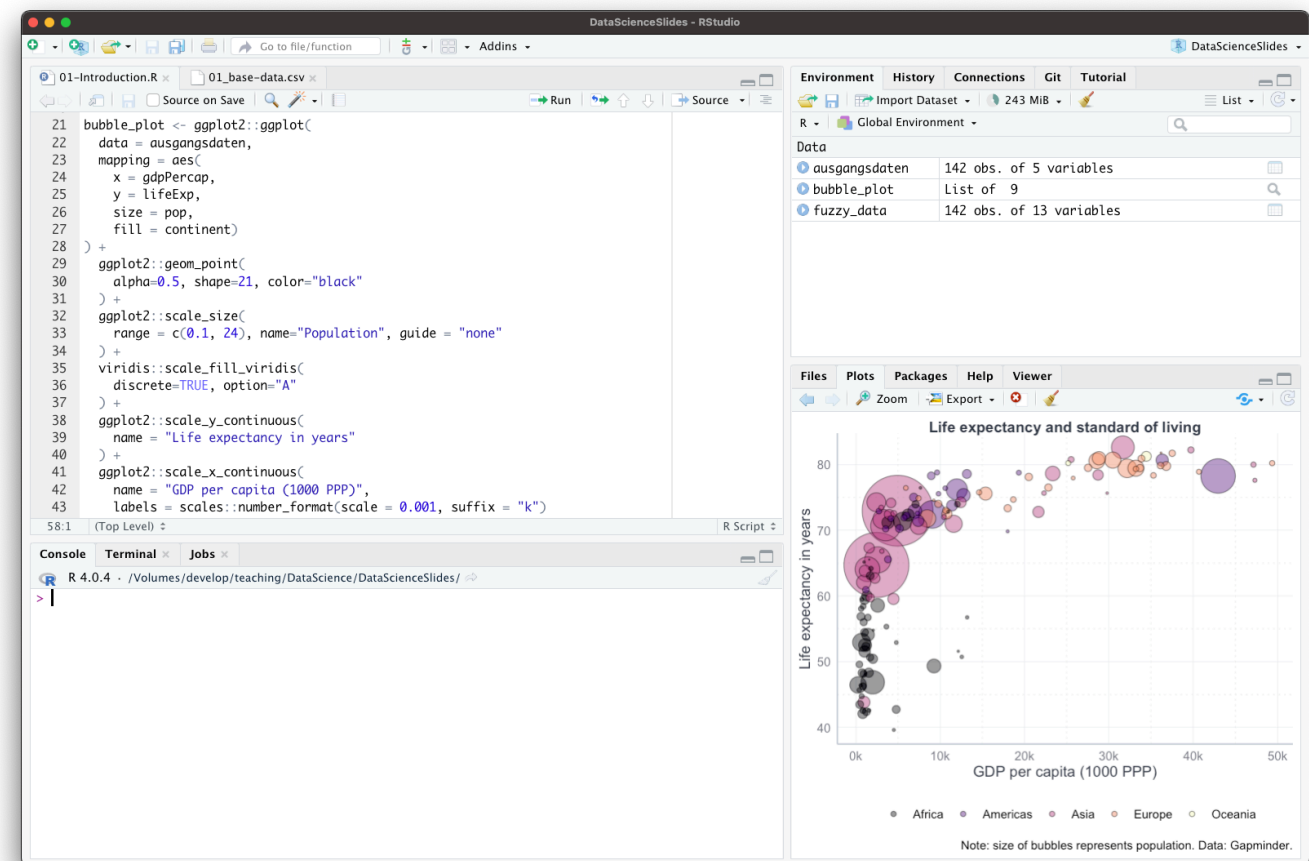 DataScienceSlides - RStudio
Go to file/function
Addins
DataScienceSlides
01-Introduction.R
01_base-data.csv
Source on Save
Run
Source
21 bubble_plot <- ggplot2::ggplot(
22 data = ausgangsdaten,
23 mapping = aes(
24 x = gdpPercap,
25 y = lifeExp,
26 size = pop,
27 fill = continent)
28 ) +
29 ggplot2::geom_point(
30 alpha=0.5, shape=21, color="black"
31 ) +
32 ggplot2::scale_size(
33 range = c(0.1, 24), name="Population", guide = "none"
34 ) +
35 viridis::scale_fill_viridis(
36 discrete=TRUE, option="A"
37 ) +
38 ggplot2::scale_y_continuous(
39 name = "Life expectancy in years"
40 ) +
41 ggplot2::scale_x_continuous(
42 name = "GDP per capita (1000 PPP)",
43 labels = scales::number_format(scale = 0.001, suffix = "k")
58:1 (Top Level) R Script
Console Terminal Jobs
R 4.0.4 · /Volumes/develop/teaching/DataScience/DataScienceSlides/
>
Environment History Connections Git Tutorial
Import Dataset 243 MiB List
R Global Environment
Data
ausgangsdaten 142 obs. of 5 variables
bubble_plot List of 9
fuzzy_data 142 obs. of 13 variables
Files Plots Packages Help Viewer
Zoom Export
Life expectancy and standard of living
80
70
60
50
40
Life expectancy in years
0k 10k 20k 30k 40k 50k
GDP per capita (1000 PPP)
Africa Americas Asia Europe Oceania
Note: size of bubbles represents population. Data: Gapminder.